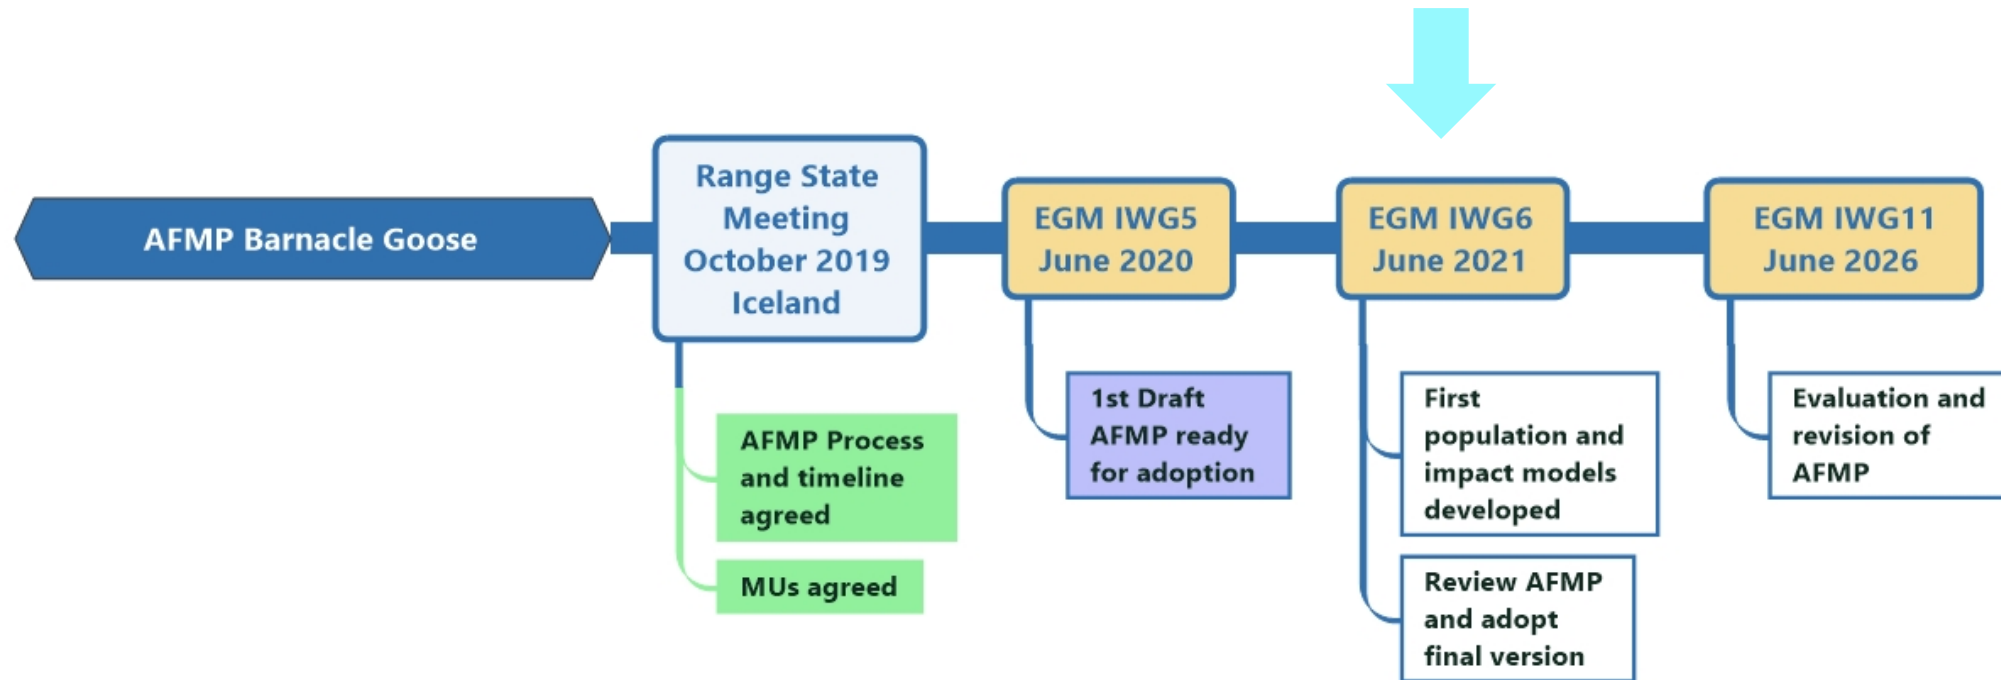 AFMP Barnacle Goose
Range State
Meeting
October 2019
Iceland
AFMP Process
and timeline
agreed
MUs agreed
EGM IWG5
June 2020
1st Draft
AFMP ready
for adoption
EGM IWG6
June 2021
First
population and
impact models
developed
Review AFMP
and adopt
final version
EGM IWG11
June 2026
Evaluation and
revision of
AFMP